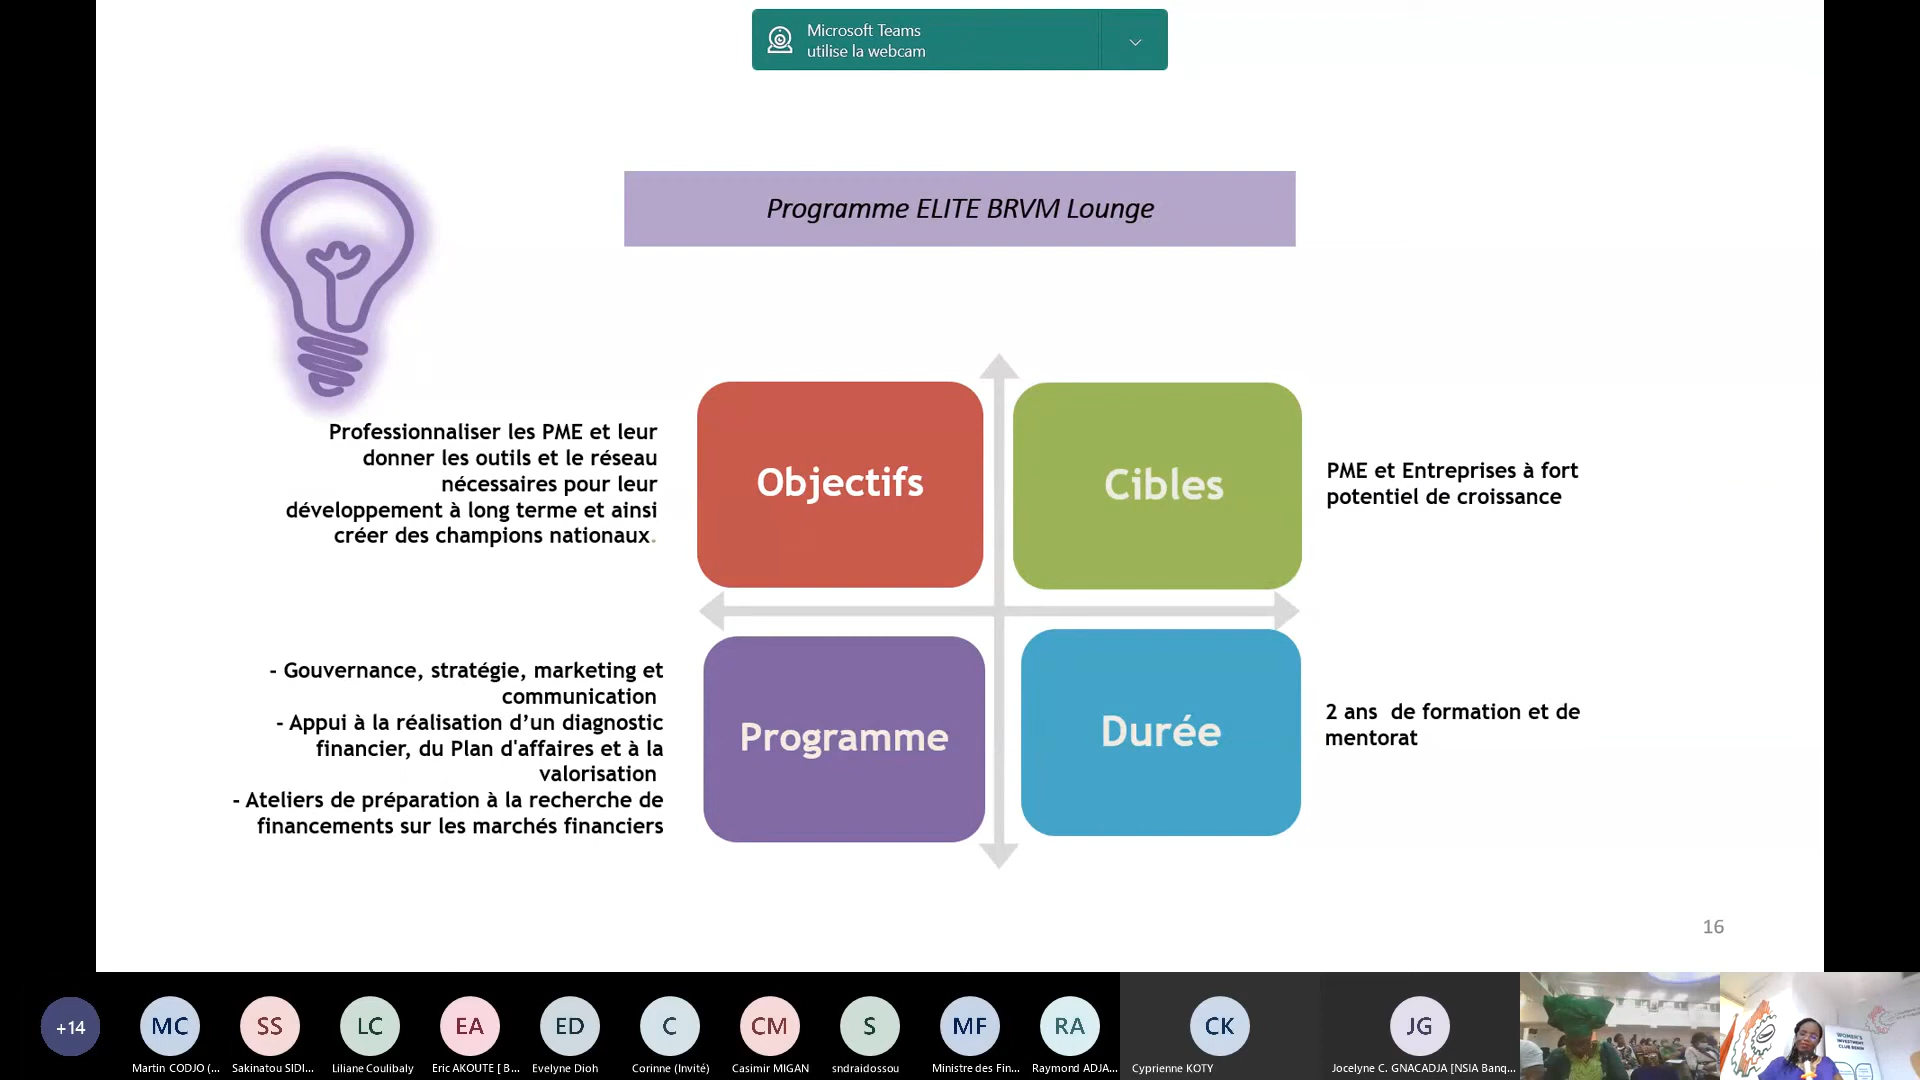 Microsoft Teams
utilise la webcam
Programme ELITE BRVM Lounge
Professionnaliser les PME et leur
donner les outils et le réseau
nécessaires pour leur
développement à long terme et ainsi
créer des champions nationaux.
Objectifs
Cibles
PME et Entreprises à fort
potentiel de croissance
- Gouvernance, stratégie, marketing et
communication
- Appui à la réalisation d’un diagnostic
financier, du Plan d'affaires et à la
valorisation
- Ateliers de préparation à la recherche de
financements sur les marchés financiers
Programme
Durée
2 ans  de formation et de
mentorat
16
+14
MC
SS
LC
EA
ED
C
CM
S
MF
RA
CK
JG
Martin CODJO (...
Sakinatou SIDI...
Liliane Coulibaly
Eric AKOUTE [ B...
Evelyne Dioh
Corinne (Invité)
Casimir MIGAN
sndraidossou
Ministre des Fin...
Raymond ADJA...
Cyprienne KOTY
Jocelyne C. GNACADJA [NSIA Banq...
WOMEN'S
INVESTMENT
CLUB BENIN